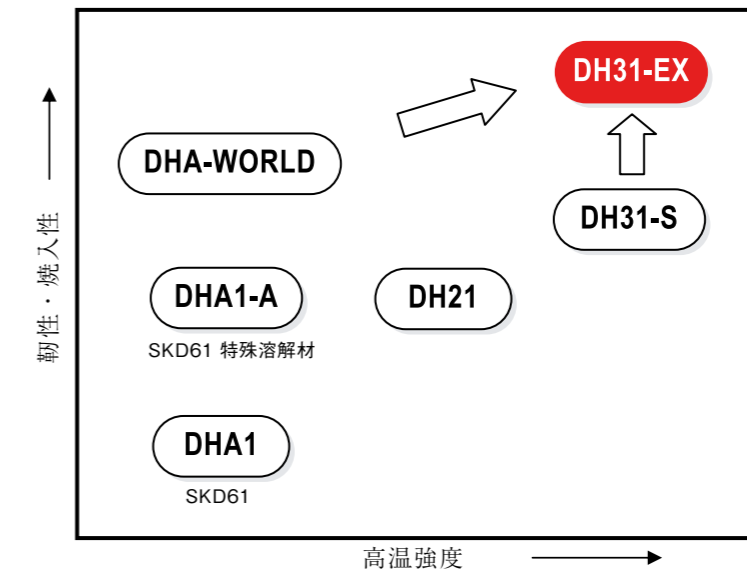 DH31-EX
DHA-WORLD
DH31-S
DHA1-A
DH21
SKD61 特殊溶解材
DHA1
SKD61
靭性・焼入性
高温強度